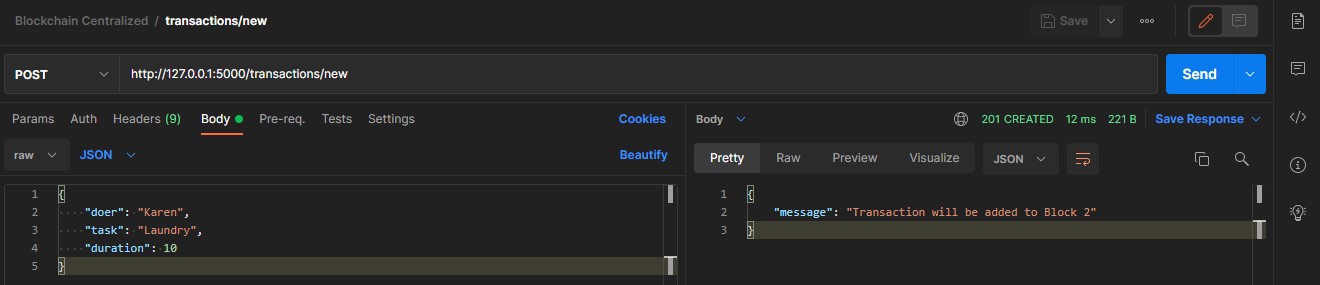 Blockchain Centralized / transactions/new
Save
POST
http://127.0.0.1:5000/transactions/new
Send
Params Auth Headers (9) Body Pre-req. Tests Settings Cookies
raw JSON Beautify
1 {
2 "doer": "Karen",
3 "task": "Laundry",
4 "duration": 10
5 }
Body 201 CREATED 12 ms 221 B Save Response
Pretty Raw Preview Visualize JSON
1 {
2 "message": "Transaction will be added to Block 2"
3 }